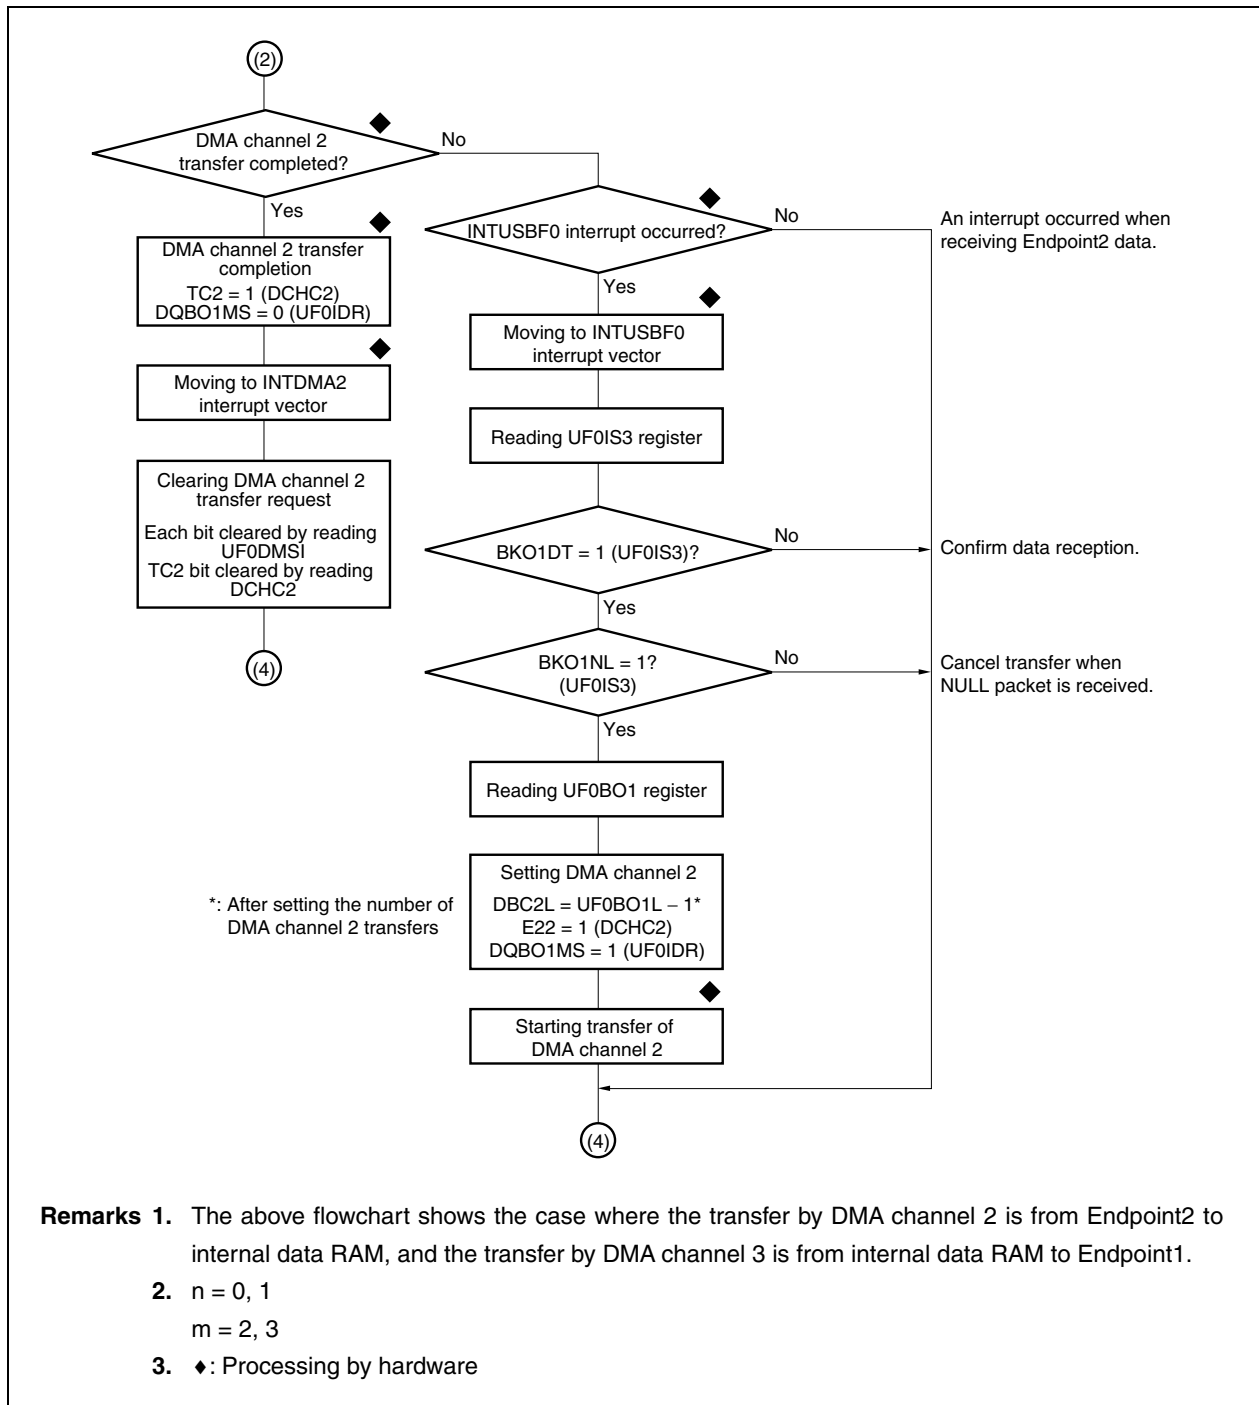 (2)
DMA channel 2
transfer completed?
No
Yes
DMA channel 2 transfer
completion
TC2 = 1 (DCHC2)
DQBO1MS = 0 (UF0IDR)
Moving to INTDMA2
interrupt vector
Clearing DMA channel 2
transfer request
Each bit cleared by reading
UF0DMSI
TC2 bit cleared by reading
DCHC2
(4)
INTUSBF0 interrupt occurred?
No
Yes
An interrupt occurred when
receiving Endpoint2 data.
Moving to INTUSBF0
interrupt vector
Reading UF0IS3 register
BKO1DT = 1 (UF0IS3)?
No
Yes
Confirm data reception.
BKO1NL = 1?
(UF0IS3)
No
Yes
Cancel transfer when
NULL packet is received.
Reading UF0BO1 register
Setting DMA channel 2
DBC2L = UF0BO1L − 1*
E22 = 1 (DCHC2)
DQBO1MS = 1 (UF0IDR)
*: After setting the number of
DMA channel 2 transfers
Starting transfer of
DMA channel 2
(4)
Remarks 1. The above flowchart shows the case where the transfer by DMA channel 2 is from Endpoint2 to
internal data RAM, and the transfer by DMA channel 3 is from internal data RAM to Endpoint1.
2. n = 0, 1
m = 2, 3
3. ♦: Processing by hardware